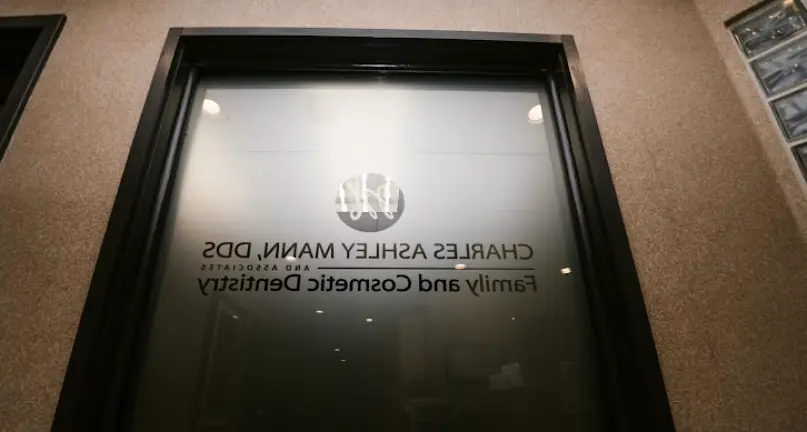 CHARLES ASHLEY MANN, DDS
AND ASSOCIATES
Family and Cosmetic Dentistry